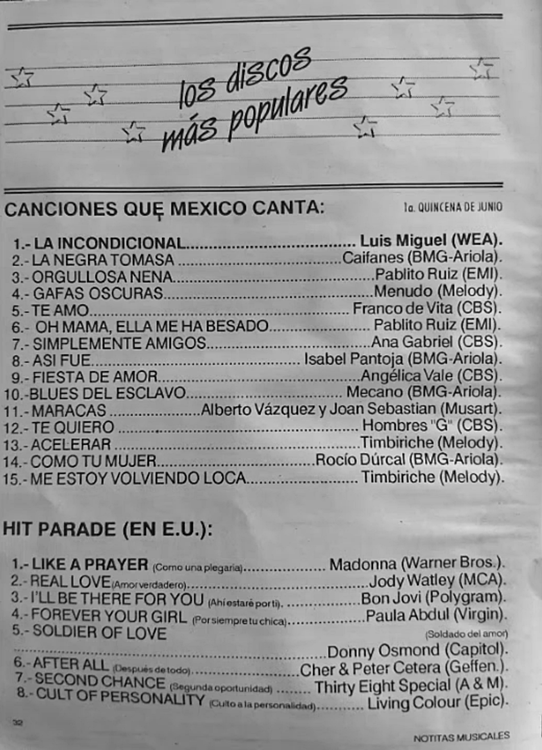 los discos
más populares
CANCIONES QUE MEXICO CANTA:
1a. QUINCENA DE JUNIO
1.- LA INCONDICIONAL.............................. Luis Miguel (WEA).
2.- LA NEGRA TOMASA .............................. Caifanes (BMG-Ariola).
3.- ORGULLOSA NENA..............................Pablito Ruiz (EMI).
4.- GAFAS OSCURAS..............................Menudo (Melody).
5.- TE AMO..............................Franco de Vita (CBS).
6.- OH MAMA, ELLA ME HA BESADO.................... Pablito Ruiz (EMI).
7.- SIMPLEMENTE AMIGOS.............................. Ana Gabriel (CBS).
8.- ASI FUE.............................. Isabel Pantoja (BMG-Ariola).
9.- FIESTA DE AMOR..............................Angélica Vale (CBS).
10.-BLUES DEL ESCLAVO.............................. Mecano (BMG-Ariola).
11.- MARACAS ....................Alberto Vázquez y Joan Sebastian (Musart).
12.- TE QUIERO .............................. Hombres "G" (CBS).
13.- ACELERAR .............................. Timbiriche (Melody).
14.- COMO TU MUJER..............................Rocío Dúrcal (BMG-Ariola).
15.- ME ESTOY VOLVIENDO LOCA.................... Timbiriche (Melody).
HIT PARADE (EN E.U.):
1.- LIKE A PRAYER (Como una plegaria).................... Madonna (Warner Bros.).
2.- REAL LOVE (Amor verdadero)..............................Jody Watley (MCA).
3.- I'LL BE THERE FOR YOU (Ahí estaré por ti). ................ Bon Jovi (Polygram).
4.- FOREVER YOUR GIRL (Por siempre tu chica)................Paula Abdul (Virgin).
5.- SOLDIER OF LOVE (Soldado del amor)
.............................. Donny Osmond (Capitol).
6.- AFTER ALL (Después de todo).................... Cher & Peter Cetera (Geffen.).
7.- SECOND CHANCE (Segunda oportunidad) ........ Thirty Eight Special (A & M).
8.- CULT OF PERSONALITY (Culto a la personalidad)............ Living Colour (Epic).
32
NOTITAS MUSICALES